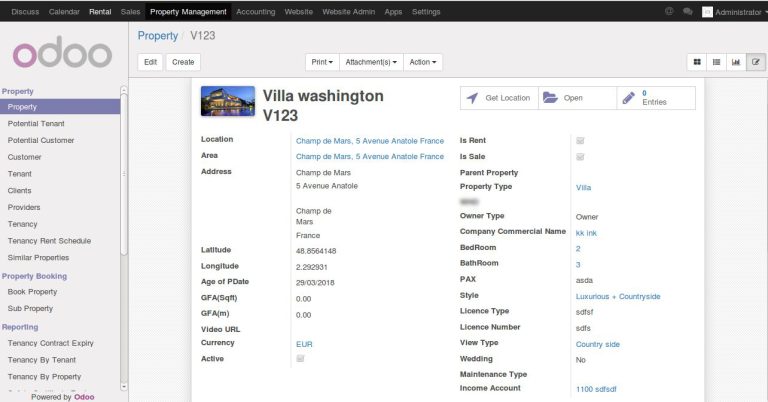 Discuss Calendar Rental Sales Property Management Accounting Website Website Admin Apps Settings @ Administrator
odoo
Property / V123
Edit Create Print Attachment(s) Action
Property
Property
Potential Tenant
Potential Customer
Customer
Tenant
Clients
Providers
Tenancy
Tenancy Rent Schedule
Similar Properties
Property Booking
Book Property
Sub Property
Reporting
Tenancy Contract Expiry
Tenancy By Tenant
Tenancy By Property
Powered by Odoo
Villa washington
V123
Get Location
Open
0
Entries
Location Champ de Mars, 5 Avenue Anatole France
Area Champ de Mars, 5 Avenue Anatole France
Address Champ de Mars
5 Avenue Anatole
Champ de
Mars
France
Latitude 48.8564148
Longitude 2.292931
Age of PDate 29/03/2018
GFA(Sqft) 0.00
GFA(m) 0.00
Video URL
Currency EUR
Active
Is Rent
Is Sale
Parent Property
Property Type Villa
Owner Type Owner
Company Commercial Name kk ink
BedRoom 2
BathRoom 3
PAX asda
Style Luxurious + Countryside
Licence Type sdfsf
Licence Number sdfs
View Type Country side
Wedding No
Maintenance Type
Income Account 1100 sdfsdf